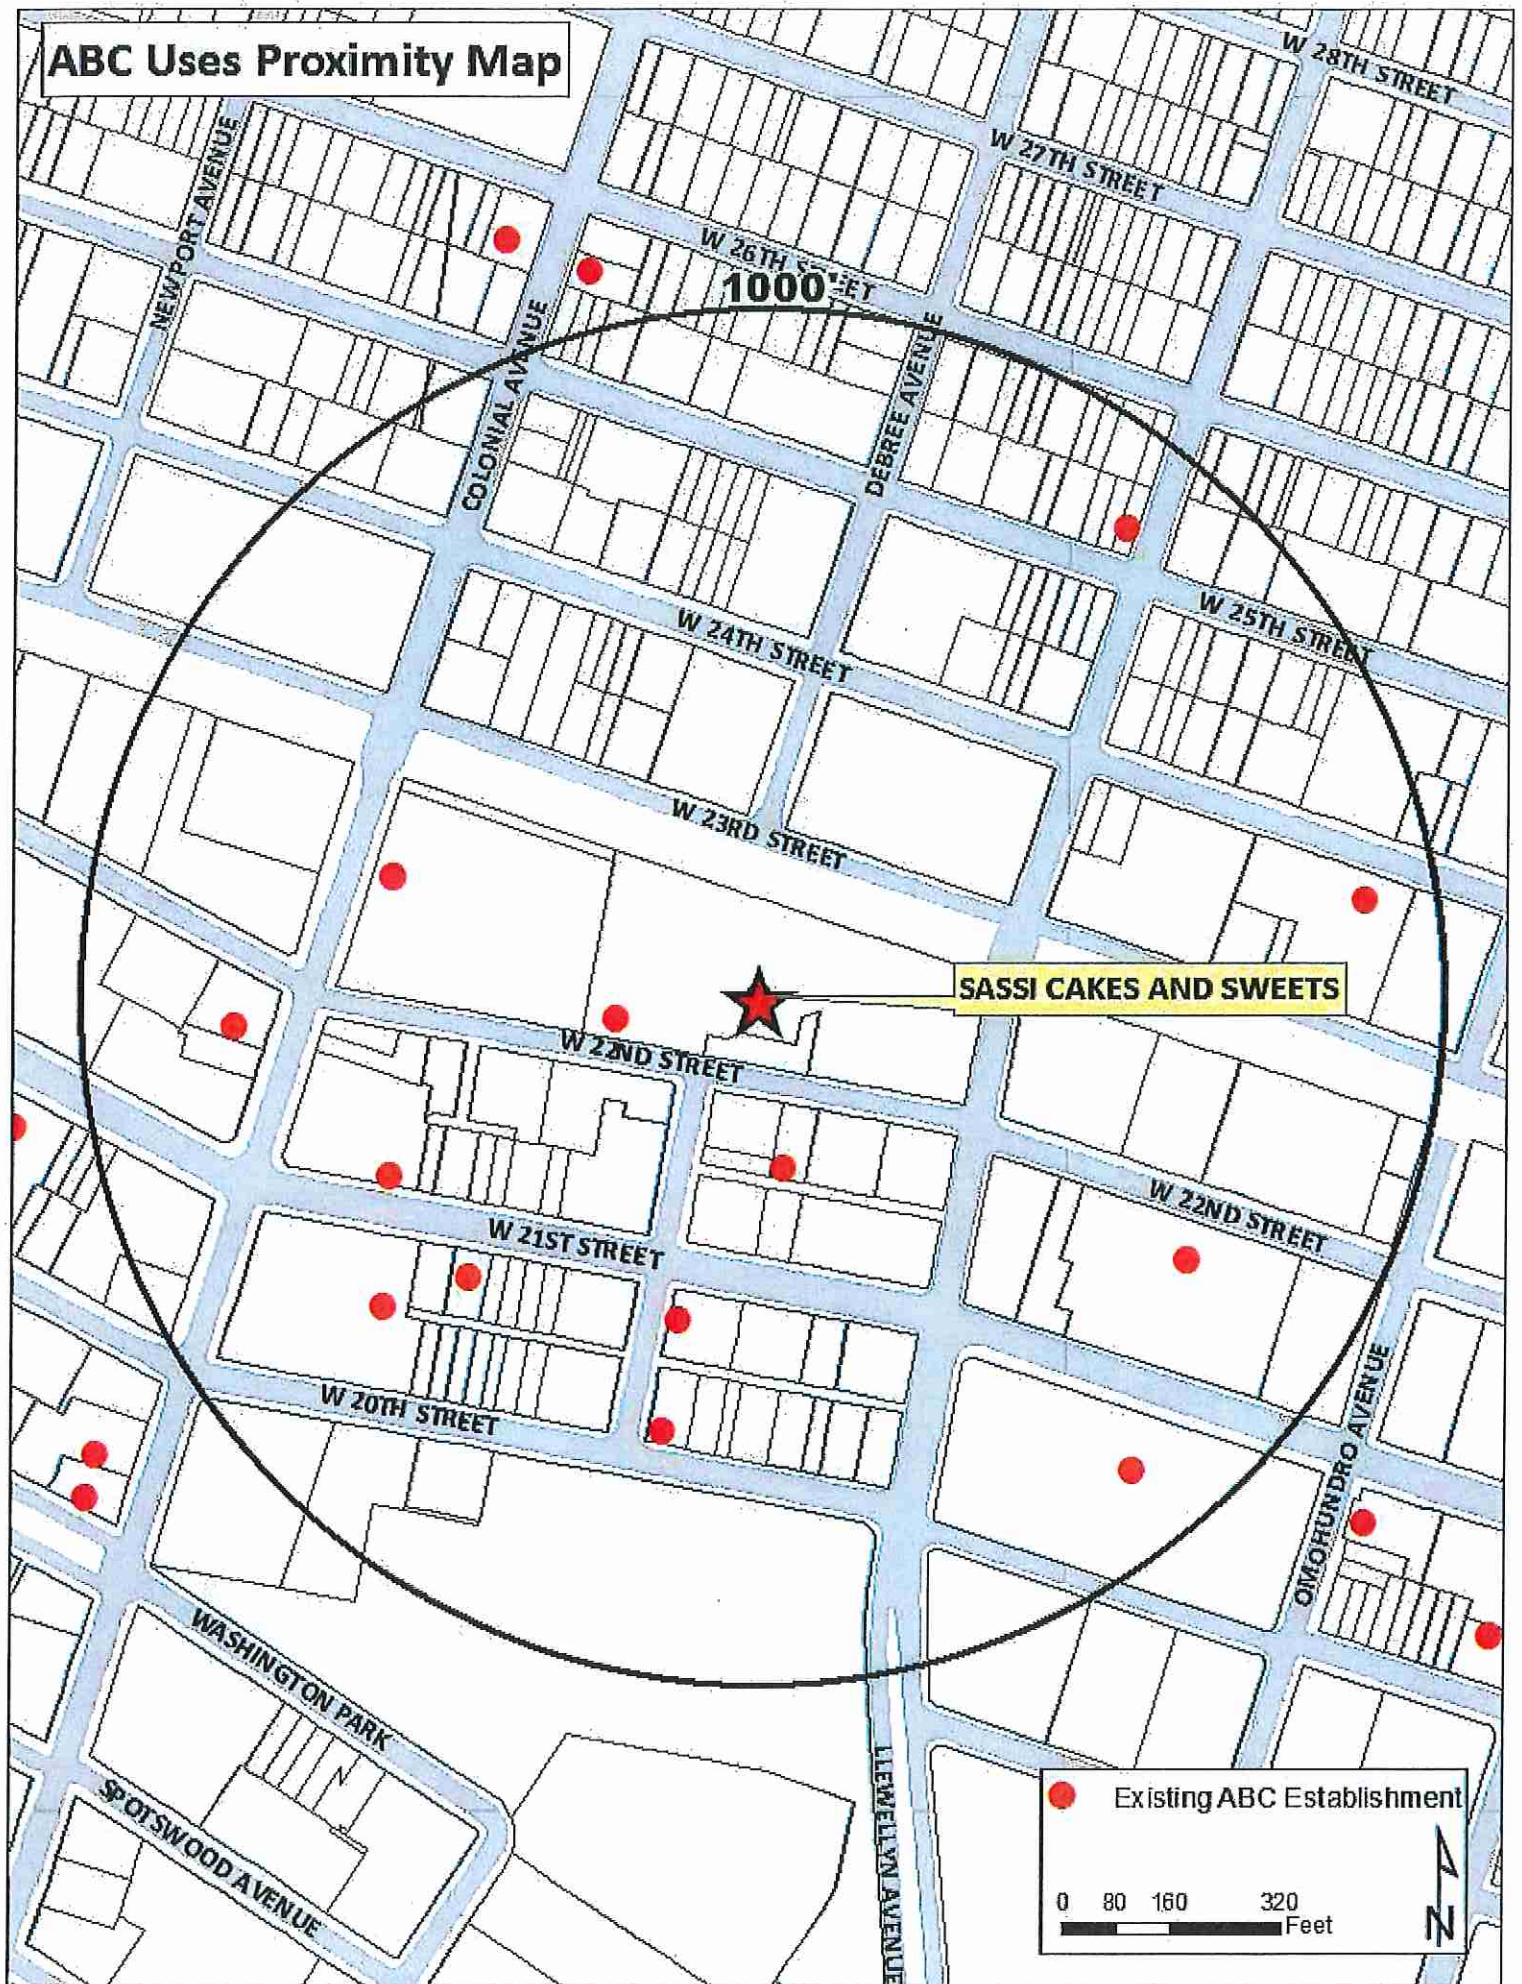 ABC Uses Proximity Map
W 28TH STREET
W 27TH STREET
NEWPORT AVENUE
W 26TH STREET
1000'
COLONIAL AVENUE
DEBREE AVENUE
W 25TH STREET
W 24TH STREET
W 23RD STREET
SASSI CAKES AND SWEETS
W 22ND STREET
W 22ND STREET
W 21ST STREET
W 20TH STREET
OMOHUNDRO AVENUE
WASHINGTON PARK
SPOTSWOOD AVENUE
LLEWELLYN AVENUE
Existing ABC Establishment
0 80 160 320
Feet
N